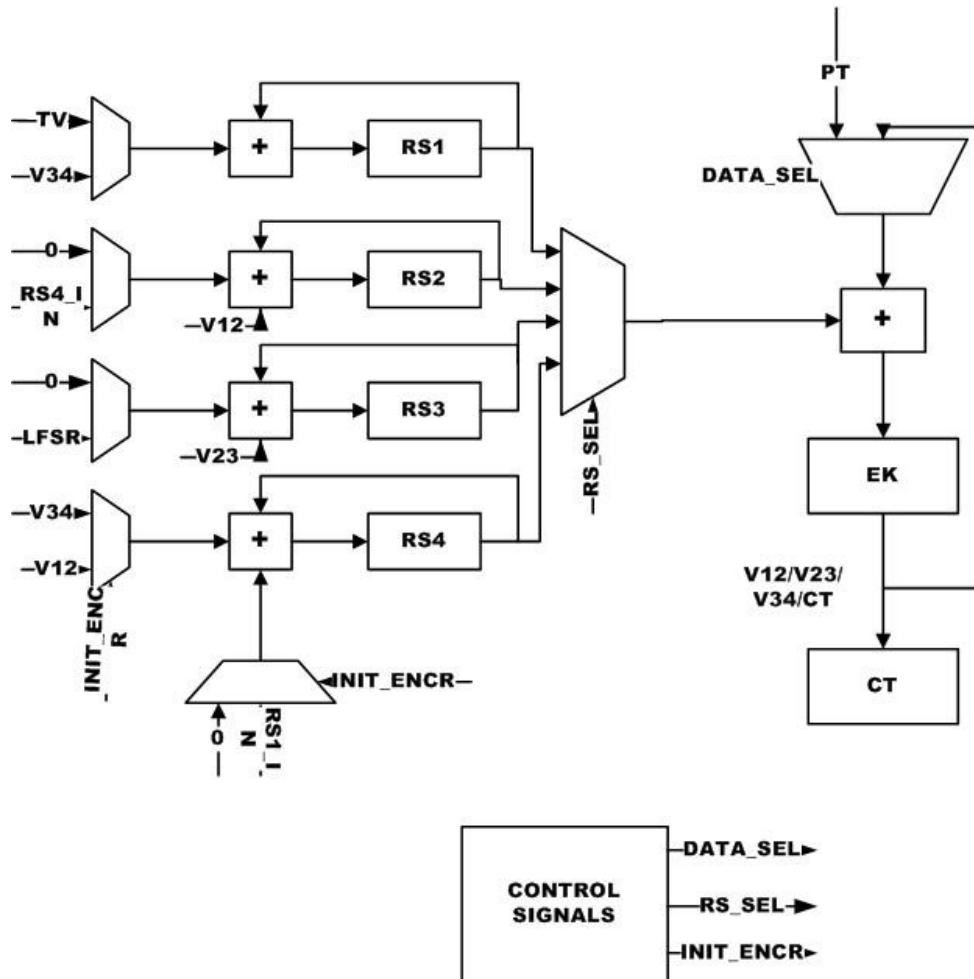 PT
TV
+
RS1
V34
DATA_SEL
0
+
RS2
RS4_I
N
V12
+
0
+
RS3
LFSR
V23
RS_SEL
EK
V34
+
RS4
V12
V12/V23/
V34/CT
INIT_ENC
R
INIT_ENCR
CT
0
RS1_I
N
DATA_SEL
CONTROL
SIGNALS
RS_SEL
INIT_ENCR